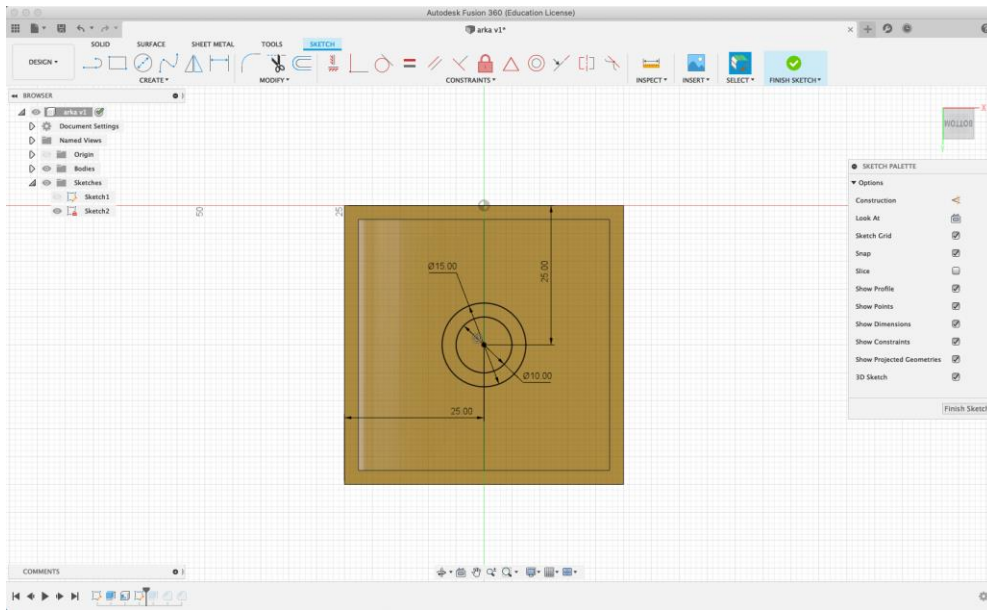 Autodesk Fusion 360 (Education License)
arka v1*
SOLID SURFACE SHEET METAL TOOLS SKETCH
DESIGN
CREATE MODIFY CONSTRAINTS INSPECT INSERT SELECT FINISH SKETCH
BROWSER
arka v1
Document Settings
Named Views
Origin
Bodies
Sketches
Sketch1
Sketch2
50
25
Ø15.00
25.00
Ø10.00
25.00
BOTTOM
X
SKETCH PALETTE
Options
Construction
Look At
Sketch Grid
Snap
Slice
Show Profile
Show Points
Show Dimensions
Show Constraints
Show Projected Geometries
3D Sketch
Finish Sketch
COMMENTS